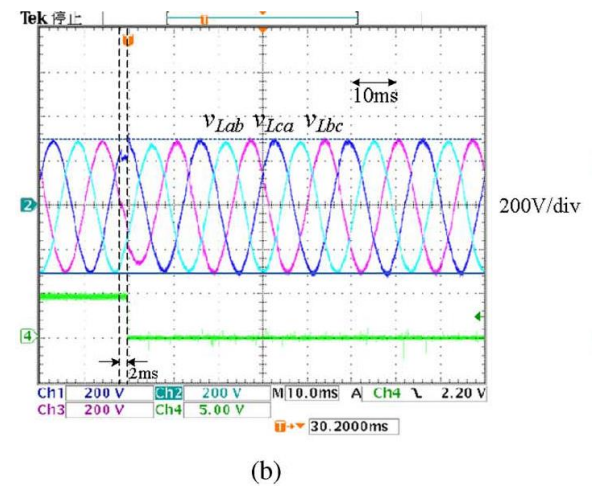 Tek 停止
T
T
10ms
vLab vLca vLbc
2
200V/div
4
2ms
Ch1 200 V Ch2 200 V M 10.0ms A Ch4 2.20 V
Ch3 200 V Ch4 5.00 V
T 30.2000ms
(b)